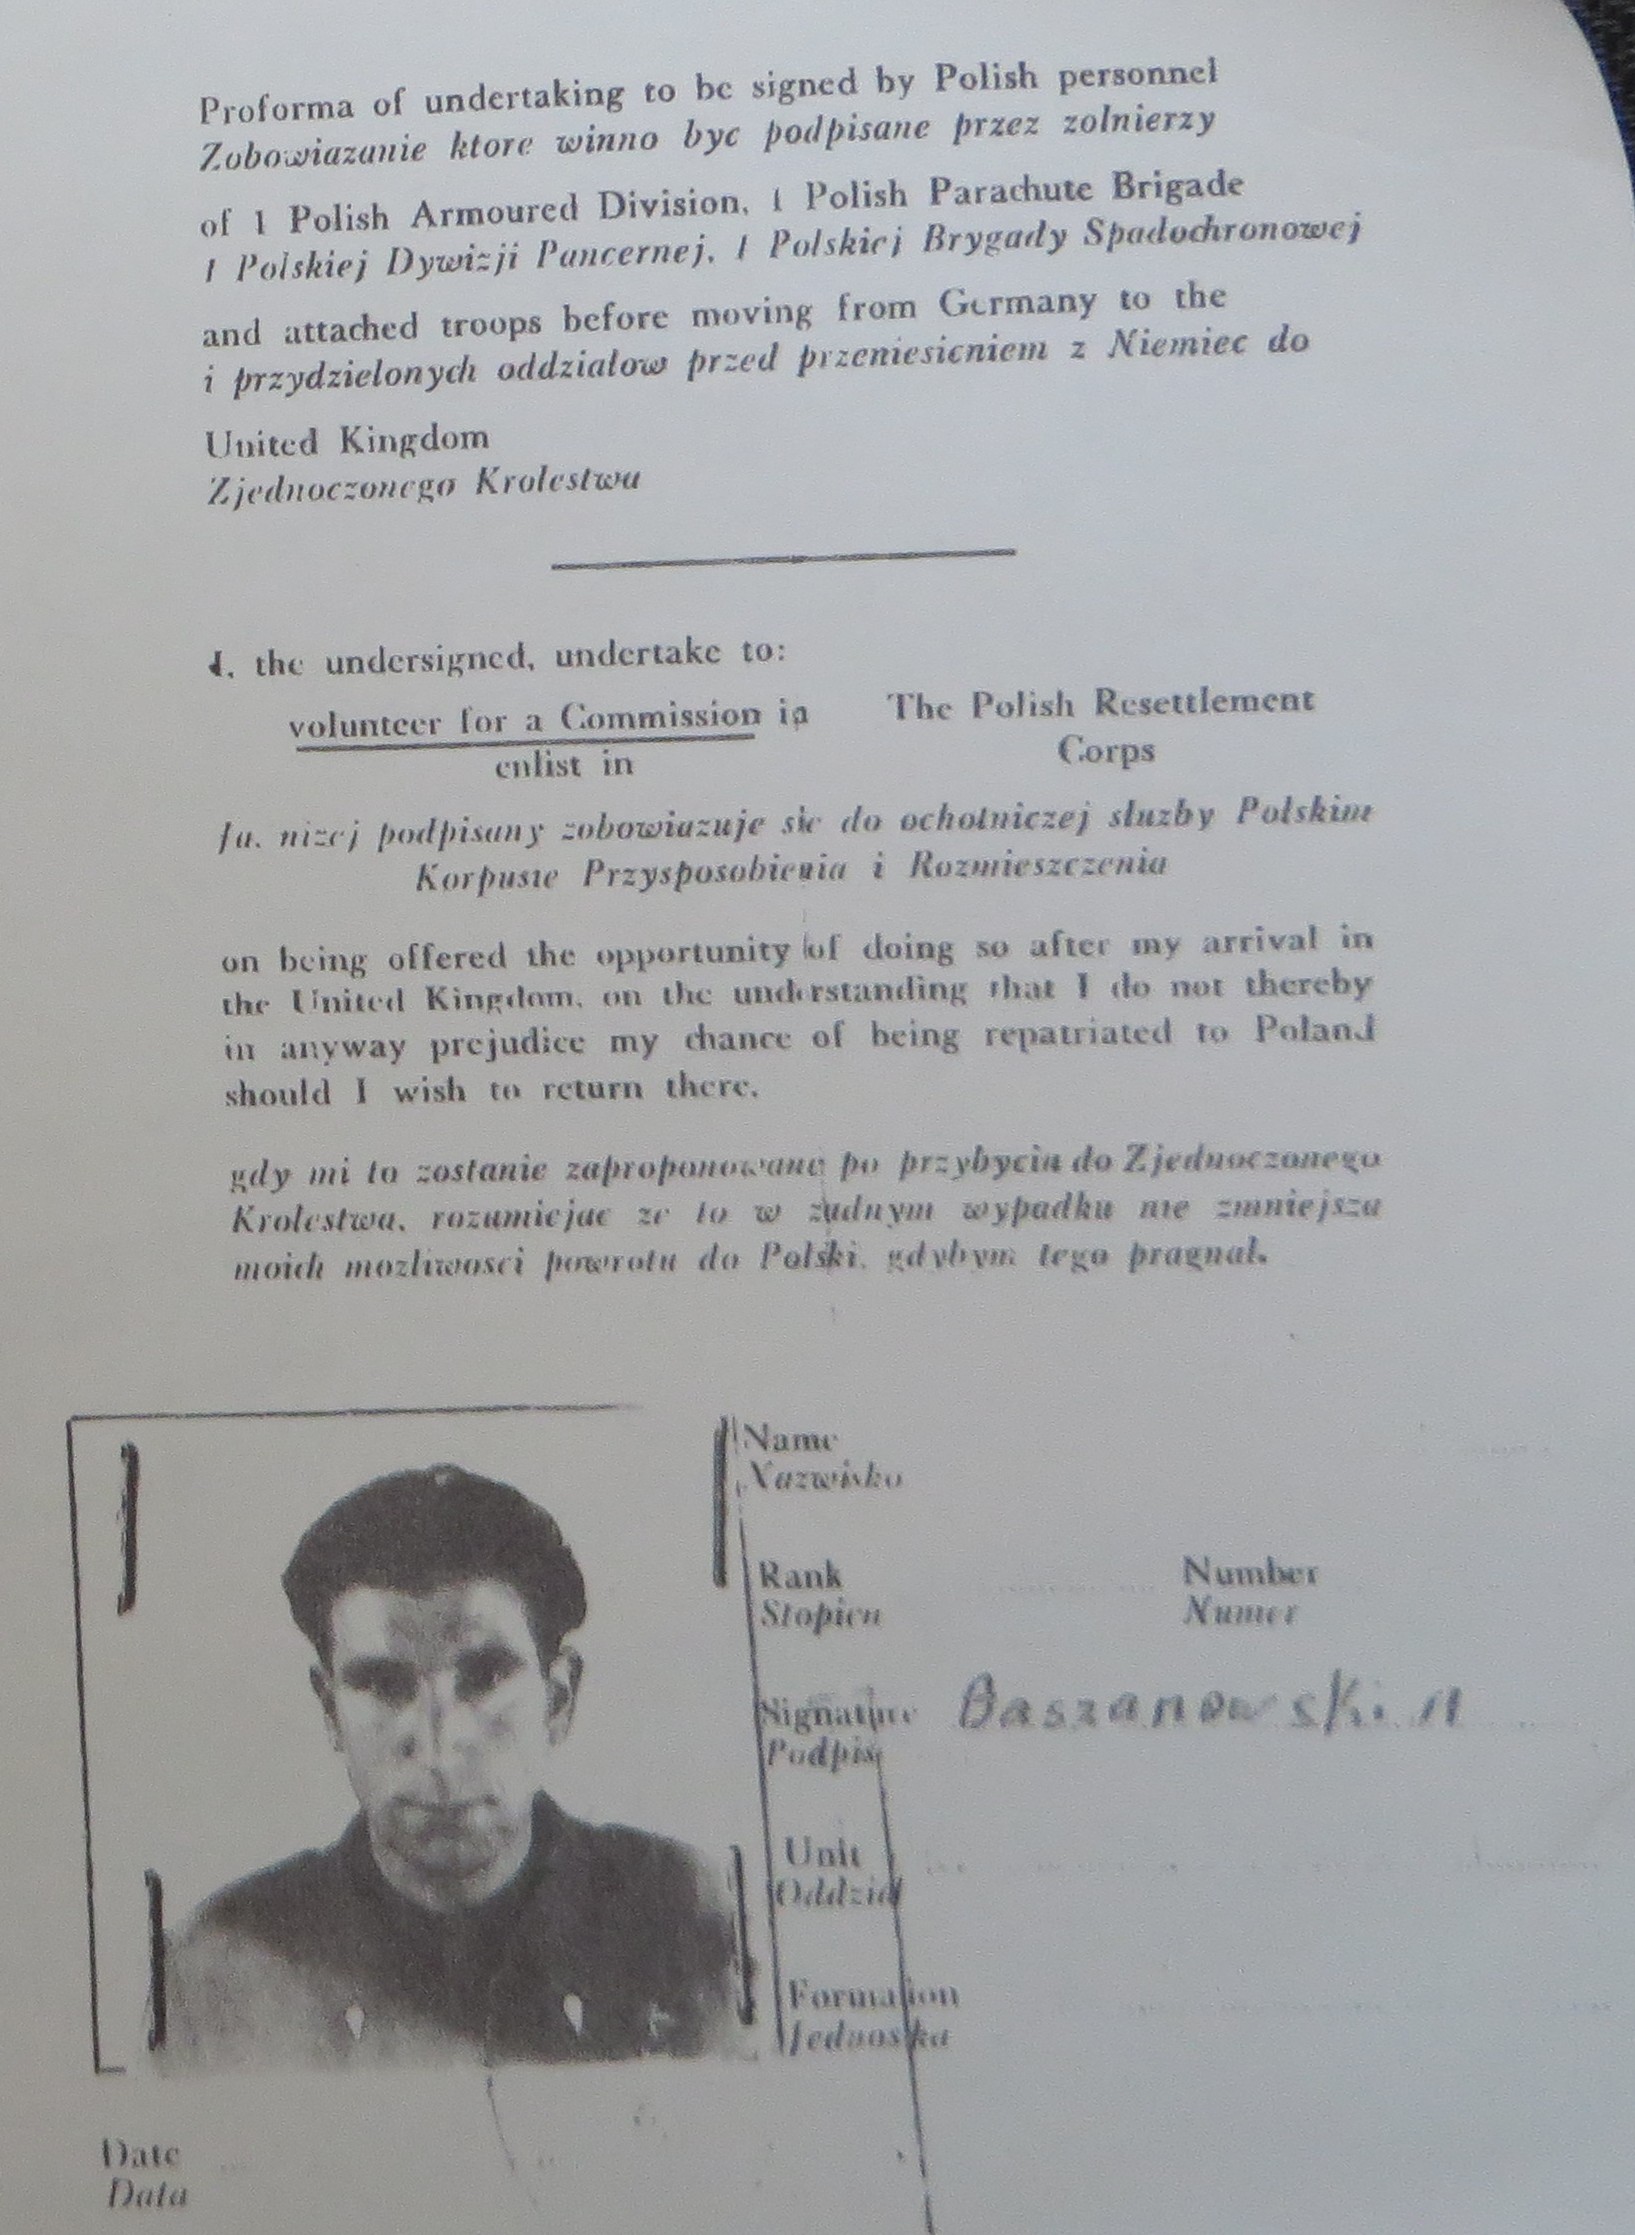 Proforma of undertaking to be signed by Polish personnel
Zobowiazanie ktore winno byc podpisane przez zolnierzy
of 1 Polish Armoured Division, 1 Polish Parachute Brigade
1 Polskiej Dywizji Pancernej, 1 Polskiej Brygady Spadochronowej
and attached troops before moving from Germany to the
i przydzielonych oddzialow przed przeniesieniem z Niemiec do
United Kingdom
Zjednoczonego Krolestwa
I, the undersigned, undertake to:
volunteer for a Commission in The Polish Resettlement
enlist in Corps
Ja, nizej podpisany zobowiazuje sie do ochotniczej sluzby Polskim
Korpusie Przysposobienia i Rozmieszczenia
on being offered the opportunity of doing so after my arrival in
the United Kingdom, on the understanding that I do not thereby
in anyway prejudice my chance of being repatriated to Poland
should I wish to return there.
gdy mi to zostanie zaproponowane po przybyciu do Zjednoczonego
Krolestwa, rozumiejac ze to w zadnym wypadku nie zmniejsza
moich mozliwosci powrotu do Polski, gdybym tego pragnal.
Name
Nazwisko
Rank Number
Stopien Numer
Signature Baszanowski
Podpis
Unit
Oddzial
Formation
Jednostka
Date
Data